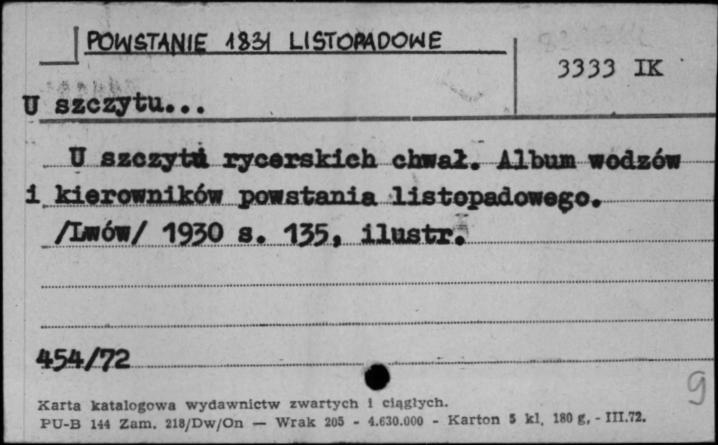 POWSTANIE 1831 LISTOPADOWE
3333 IK
U szczytu...
U szczytu rycerskich chwał. Album wodzów
i kierowników powstania listopadowego.
/Lwów/ 1930 s. 135, ilustr.
454/72
9
Karta katalogowa wydawnictw zwartych i ciągłych.
PU-B 144 Zam. 218/Dw/On — Wrak 205 - 4.630.000 - Karton 5 kl. 180 g. - III.72.